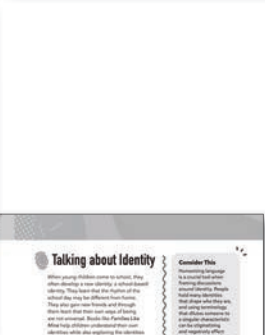 Talking about Identity
When young children come to school, they
often develop a new identity, a school-based
identity. They learn that the rhythm of the
school day may be different from home.
They also gain new friends and through
them learn that their own ways of being
are not universal. Books like Families Like
Mine help children understand their own
identities while also exploring the identities
Consider This
Humanizing language
is a crucial tool when
framing discussions
around identity. People
hold many identities
that shape who they are,
and using terminology
that dilutes someone to
a singular characteristic
can be stigmatizing
and negatively affect